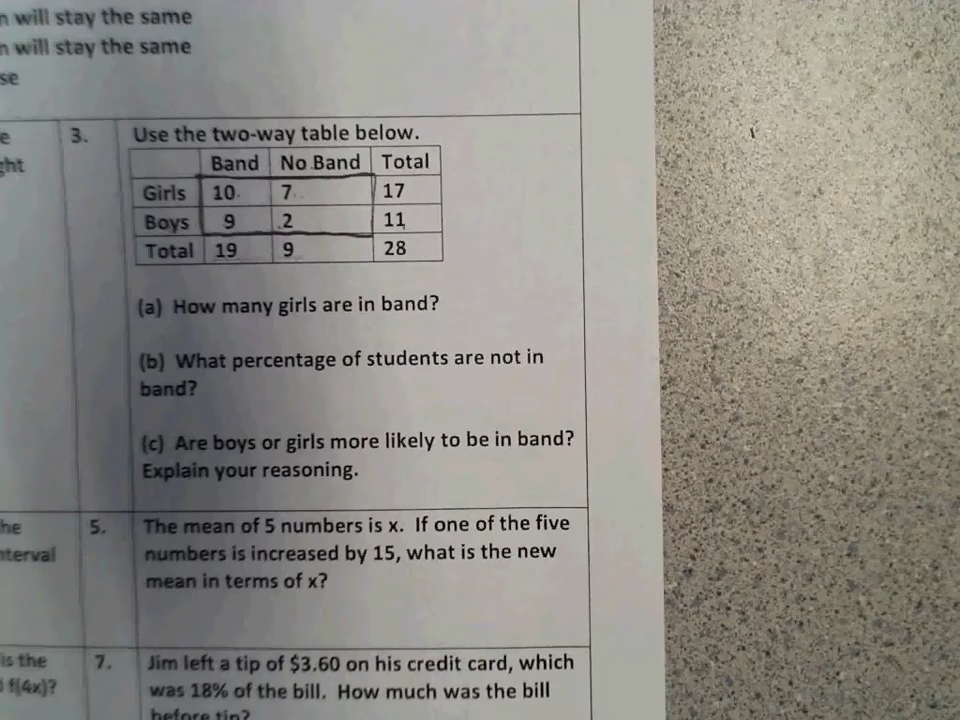 will stay the same
will stay the same
se
3. Use the two-way table below.
Band No Band Total
Girls 10 7 17
Boys 9 2 11
Total 19 9 28
(a) How many girls are in band?
(b) What percentage of students are not in
band?
(c) Are boys or girls more likely to be in band?
Explain your reasoning.
5. The mean of 5 numbers is x. If one of the five
numbers is increased by 15, what is the new
mean in terms of x?
is the
f(4x)?
7. Jim left a tip of $3.60 on his credit card, which
was 18% of the bill. How much was the bill
before tip?